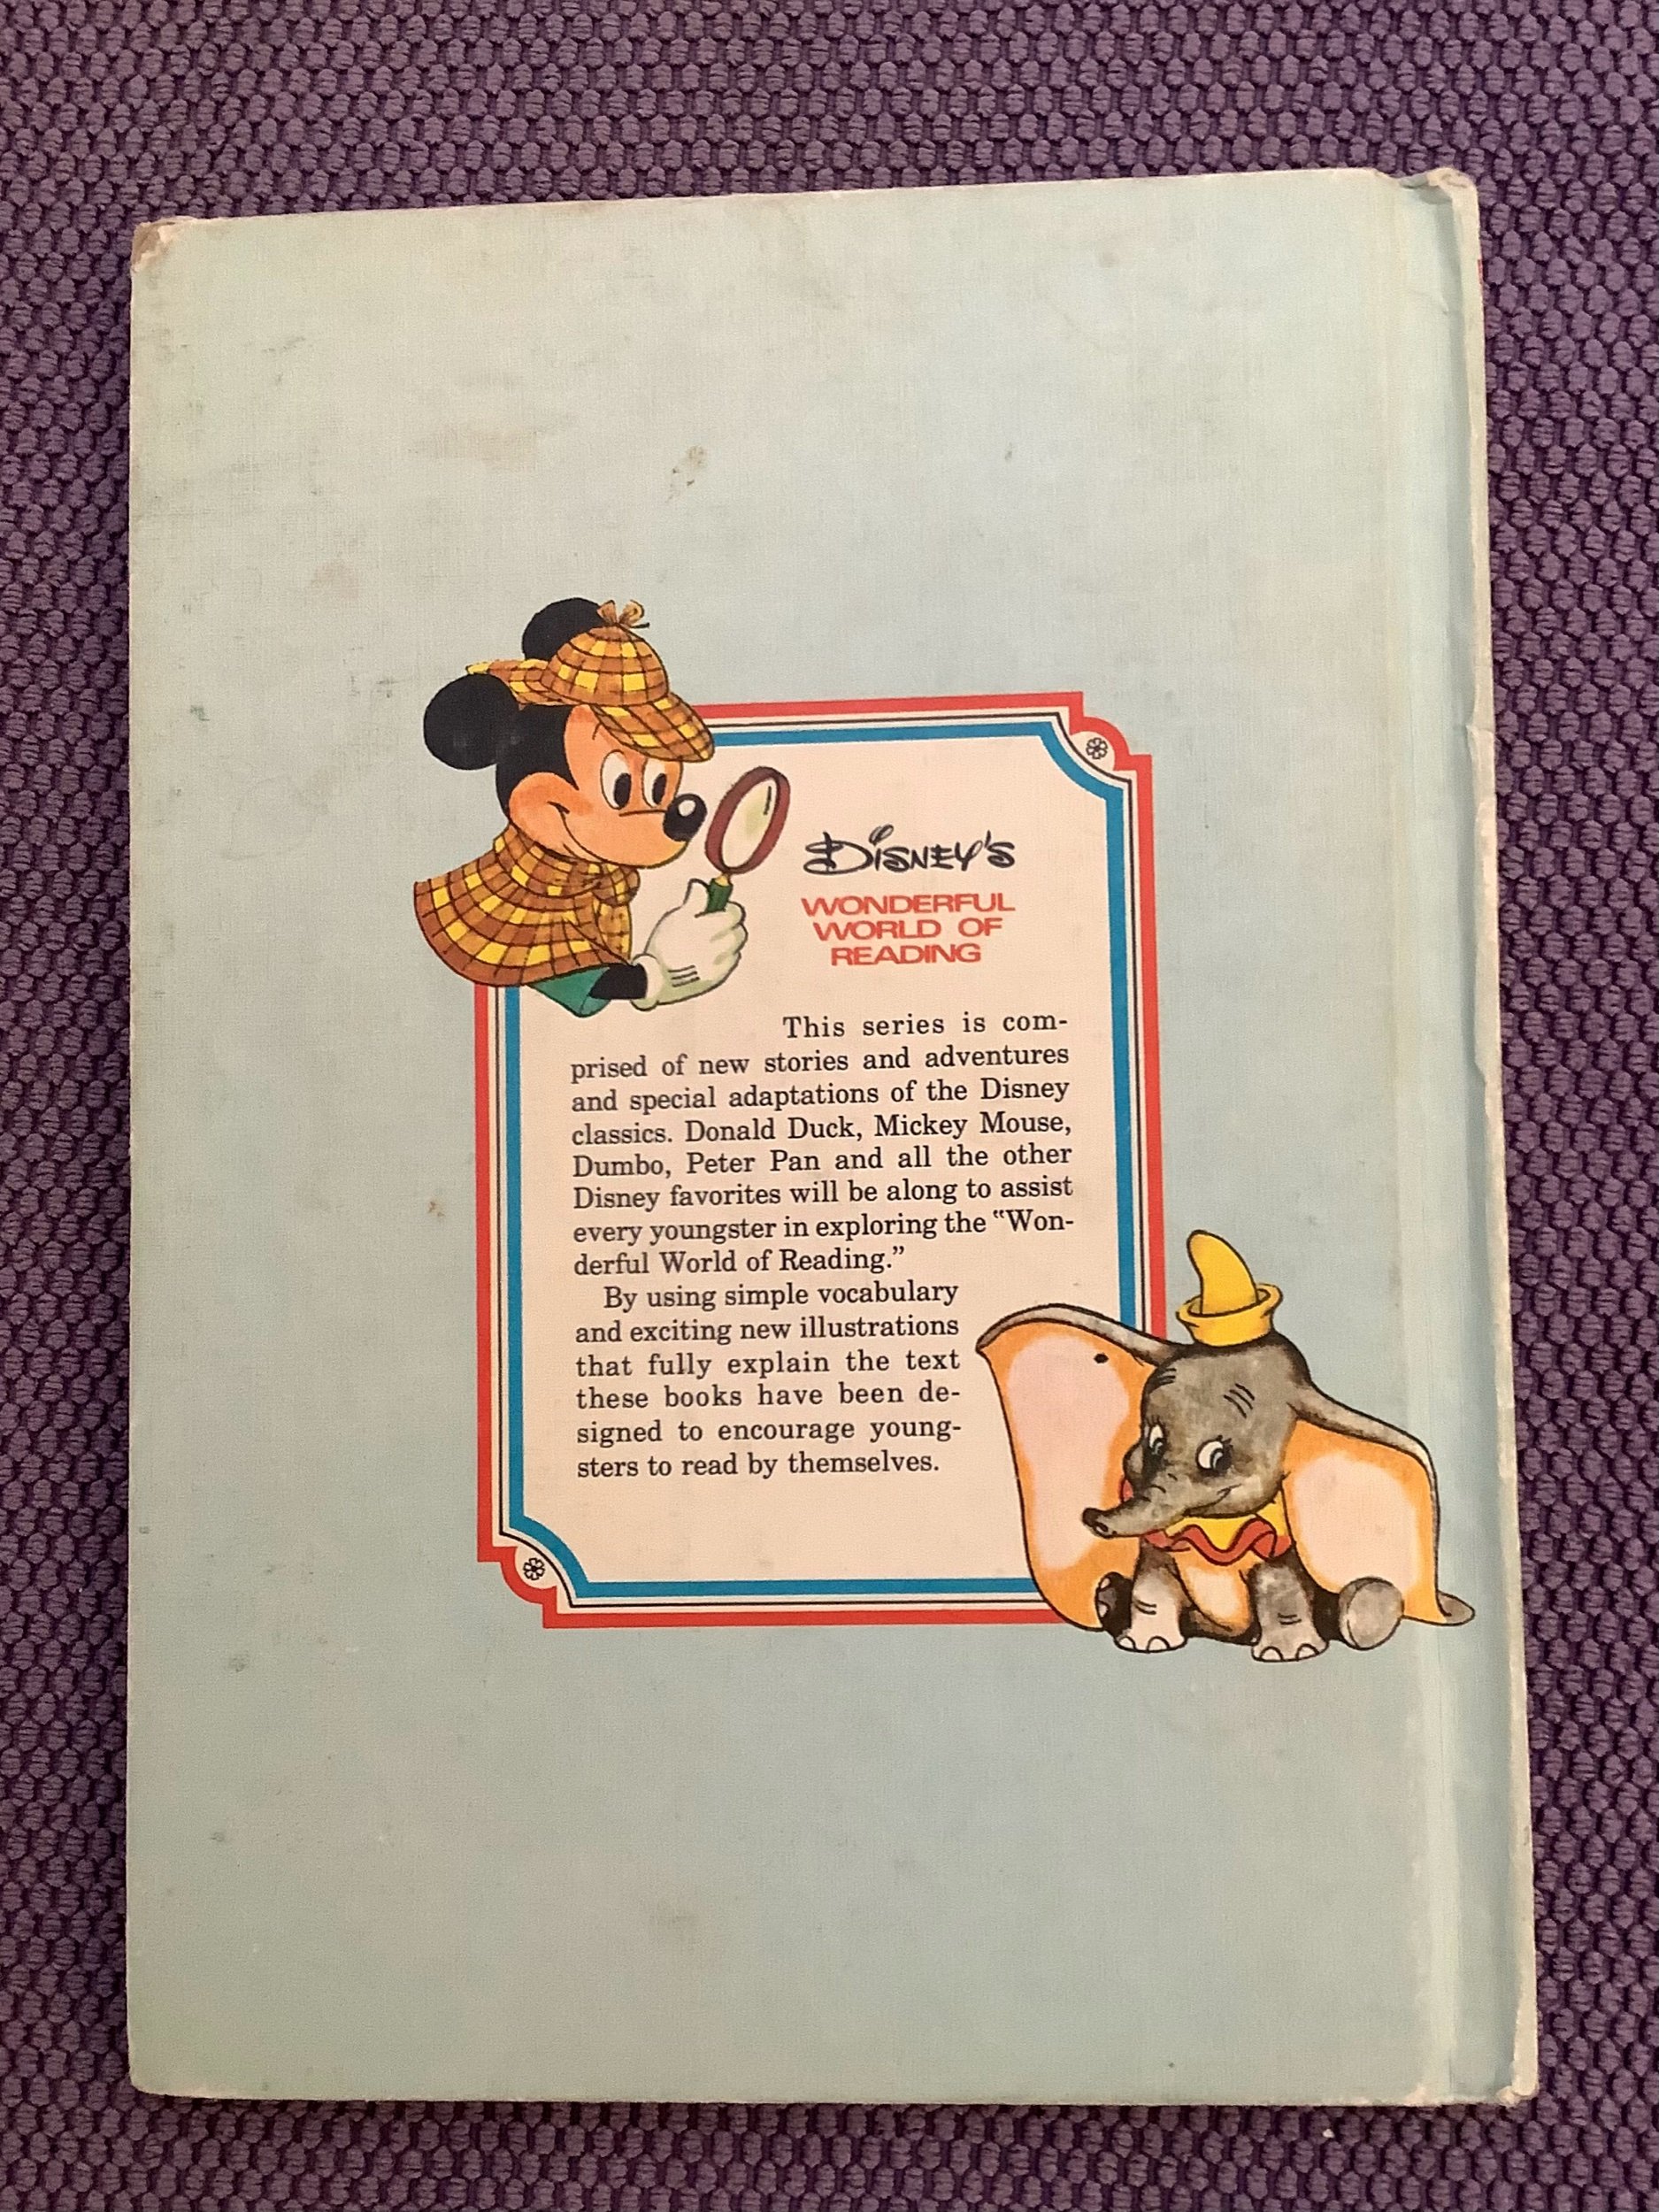 DISNEY'S
WONDERFUL
WORLD OF
READING
This series is com-
prised of new stories and adventures
and special adaptations of the Disney
classics. Donald Duck, Mickey Mouse,
Dumbo, Peter Pan and all the other
Disney favorites will be along to assist
every youngster in exploring the "Won-
derful World of Reading."
By using simple vocabulary
and exciting new illustrations
that fully explain the text
these books have been de-
signed to encourage young-
sters to read by themselves.